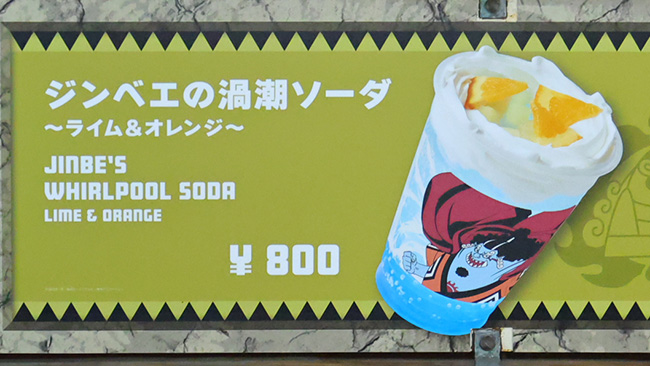 ジンベエの渦潮ソーダ
～ライム＆オレンジ～
JINBE'S
WHIRLPOOL SODA
LIME & ORANGE
¥ 800